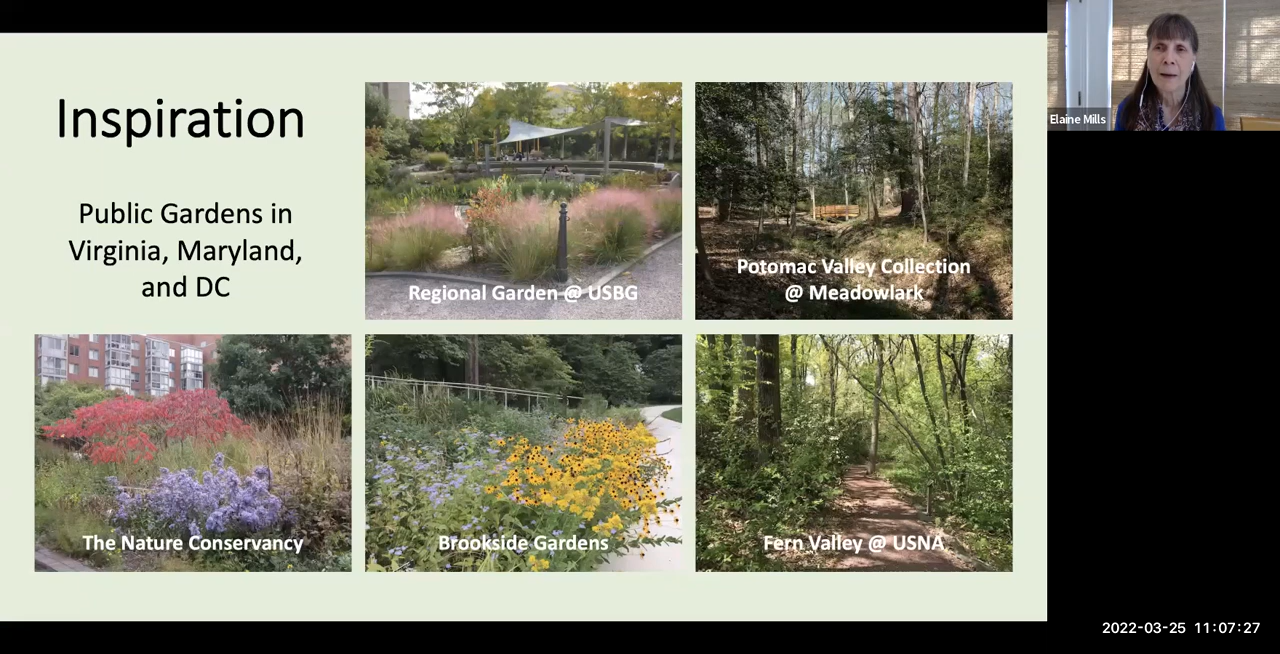 Inspiration
Public Gardens in
Virginia, Maryland,
and DC
Regional Garden @ USBG
Potomac Valley Collection
@ Meadowlark
The Nature Conservancy
Brookside Gardens
Fern Valley @ USNA
Elaine Mills
2022-03-25 11:07:27